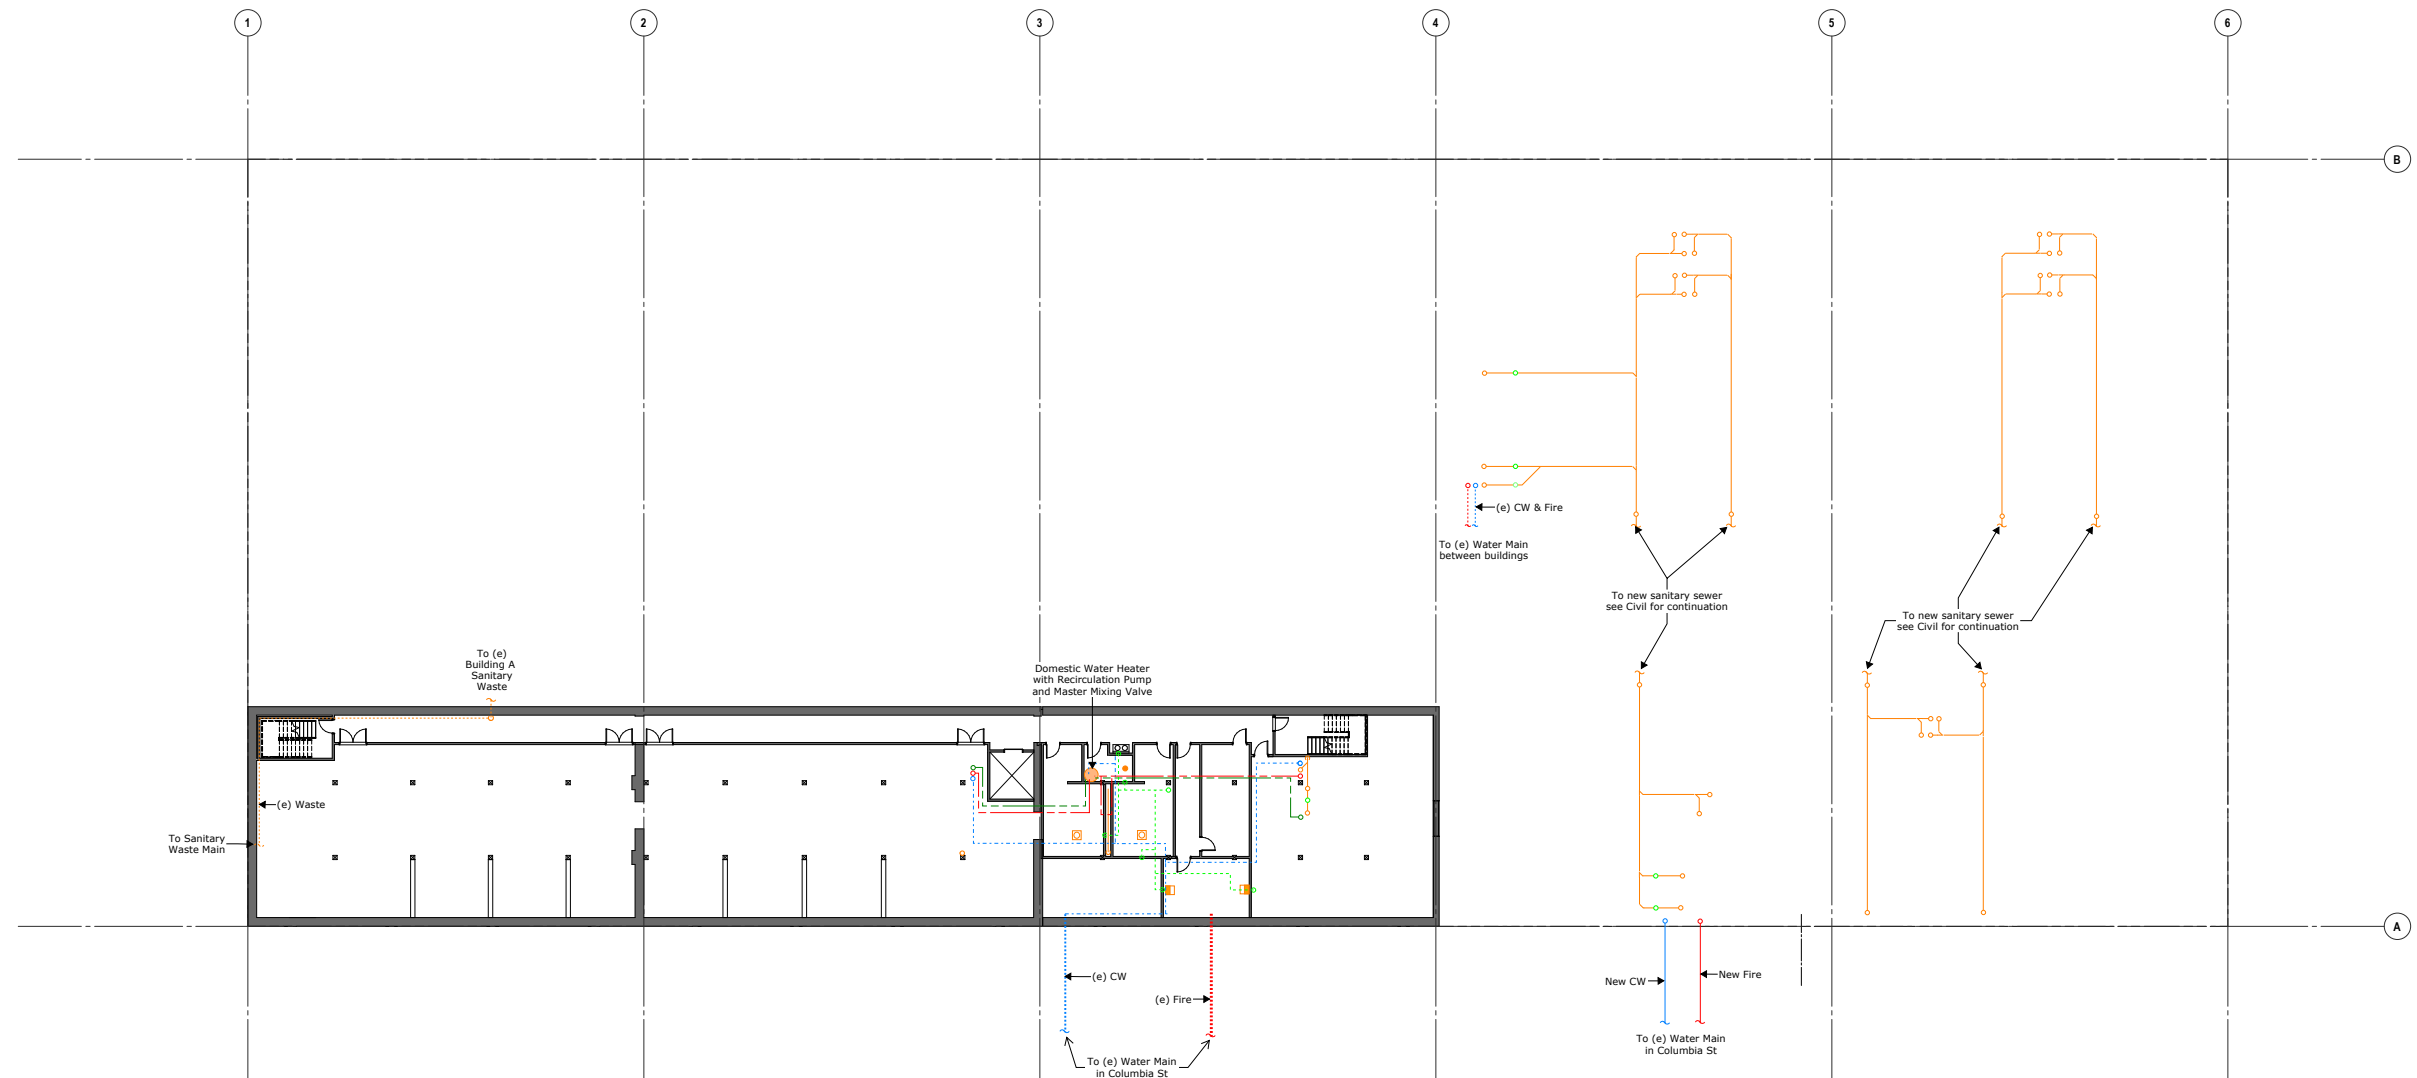 1
2
3
4
5
6
B
(e) CW & Fire
To (e) Water Main
between buildings
To new sanitary sewer
see Civil for continuation
To new sanitary sewer
see Civil for continuation
To (e)
Building A
Sanitary
Waste
Domestic Water Heater
with Recirculation Pump
and Master Mixing Valve
(e) Waste
To Sanitary
Waste Main
A
(e) CW
(e) Fire
New CW
New Fire
To (e) Water Main
in Columbia St
To (e) Water Main
in Columbia St